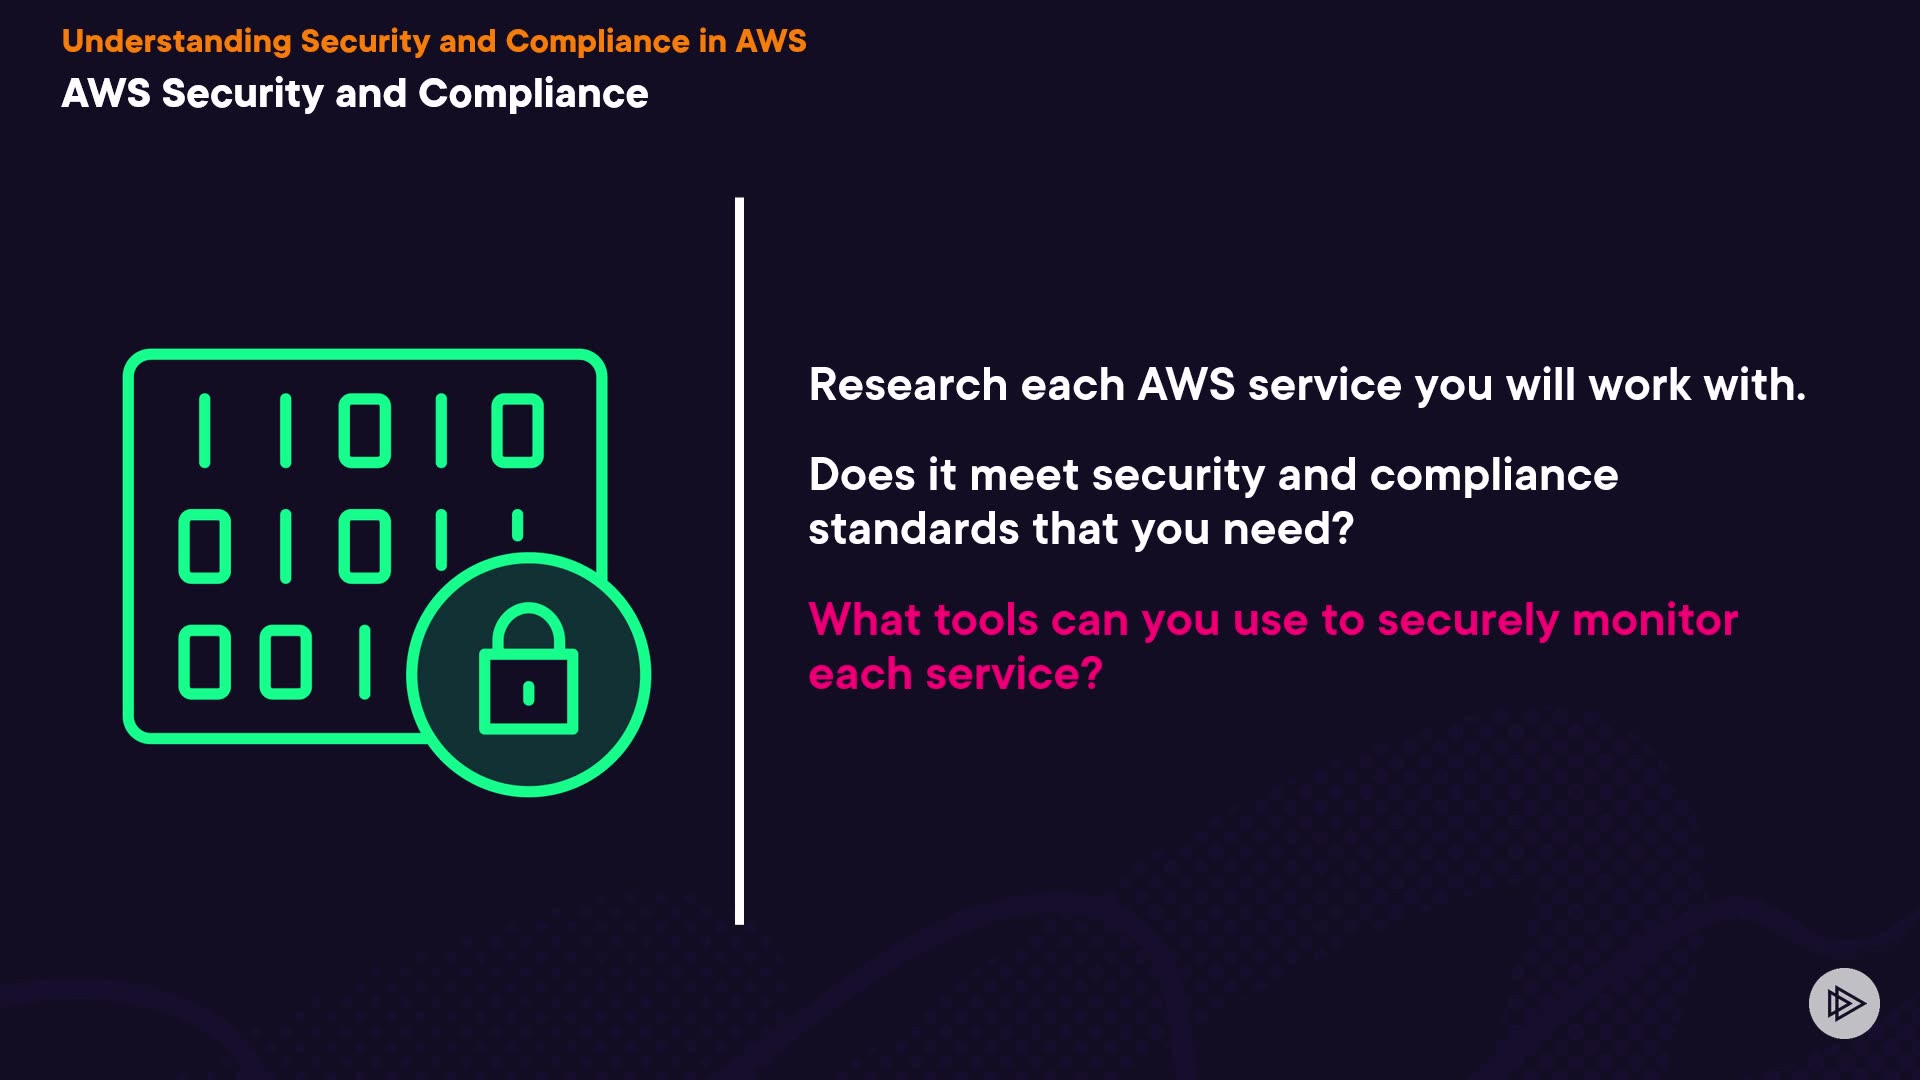 Understanding Security and Compliance in AWS
AWS Security and Compliance
Research each AWS service you will work with.
Does it meet security and compliance
standards that you need?
What tools can you use to securely monitor
each service?
1 1 0 1 0
0 1 0 1 1
0 0 1